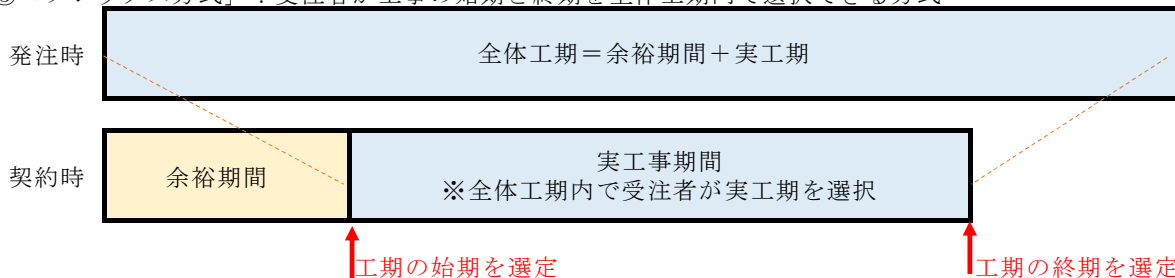 発注時
全体工期＝余裕期間＋実工期
契約時
余裕期間
実工事期間
※全体工期内で受注者が実工期を選択
工期の始期を選定
工期の終期を選定